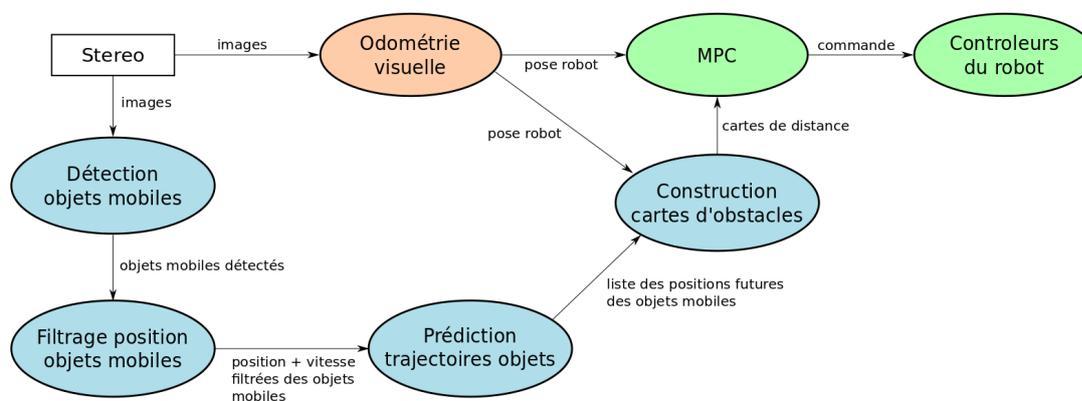 Stereo
images
Odométrie
visuelle
pose robot
MPC
commande
Controleurs
du robot
images
pose robot
cartes de distance
Détection
objets mobiles
Construction
cartes d'obstacles
objets mobiles détectés
liste des positions futures
des objets mobiles
Filtrage position
objets mobiles
position + vitesse
filtrées des objets
mobiles
Prédiction
trajectoires objets